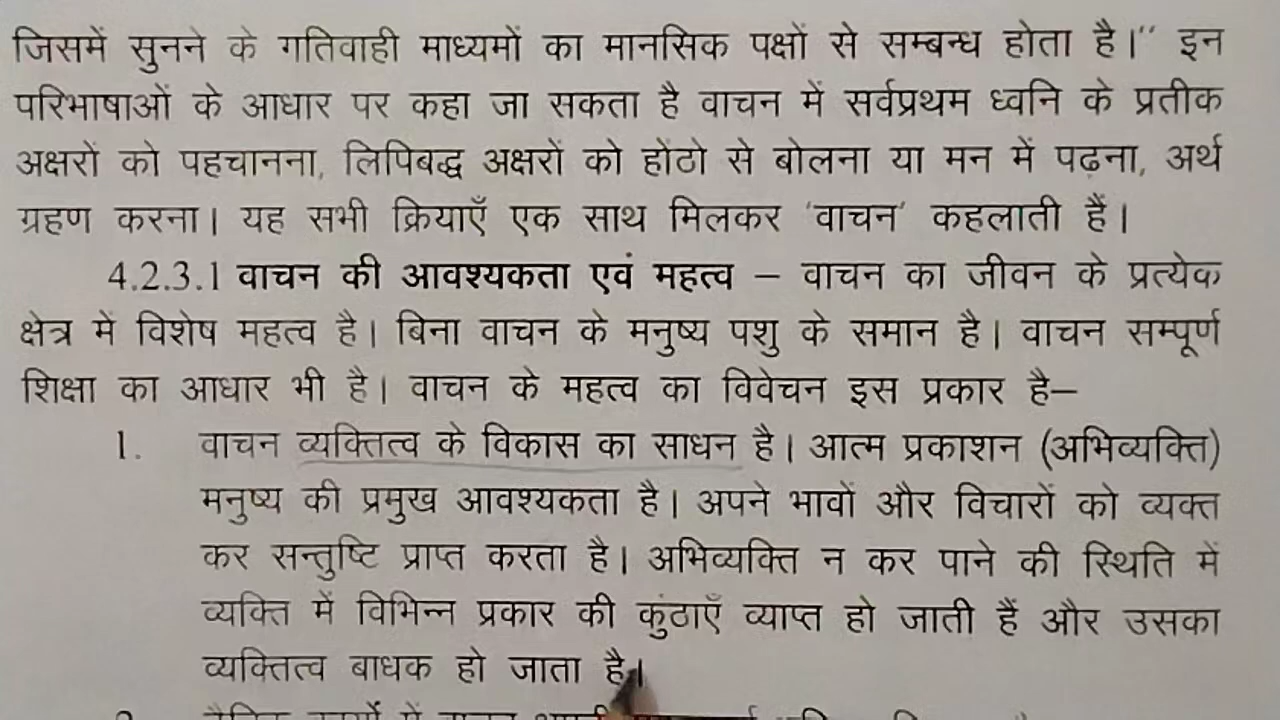 जिसमें सुनने के गतिवाही माध्यमों का मानसिक पक्षों से सम्बन्ध होता है।" इन
परिभाषाओं के आधार पर कहा जा सकता है वाचन में सर्वप्रथम ध्वनि के प्रतीक
अक्षरों को पहचानना, लिपिबद्ध अक्षरों को होंठो से बोलना या मन में पढ़ना, अर्थ
ग्रहण करना। यह सभी क्रियाएँ एक साथ मिलकर 'वाचन' कहलाती हैं।
4.2.3.1 वाचन की आवश्यकता एवं महत्व – वाचन का जीवन के प्रत्येक
क्षेत्र में विशेष महत्व है। बिना वाचन के मनुष्य पशु के समान है। वाचन सम्पूर्ण
शिक्षा का आधार भी है। वाचन के महत्व का विवेचन इस प्रकार है–
1. वाचन व्यक्तित्व के विकास का साधन है। आत्म प्रकाशन (अभिव्यक्ति)
मनुष्य की प्रमुख आवश्यकता है। अपने भावों और विचारों को व्यक्त
कर सन्तुष्टि प्राप्त करता है। अभिव्यक्ति न कर पाने की स्थिति में
व्यक्ति में विभिन्न प्रकार की कुंठाएँ व्याप्त हो जाती हैं और उसका
व्यक्तित्व बाधक हो जाता है।